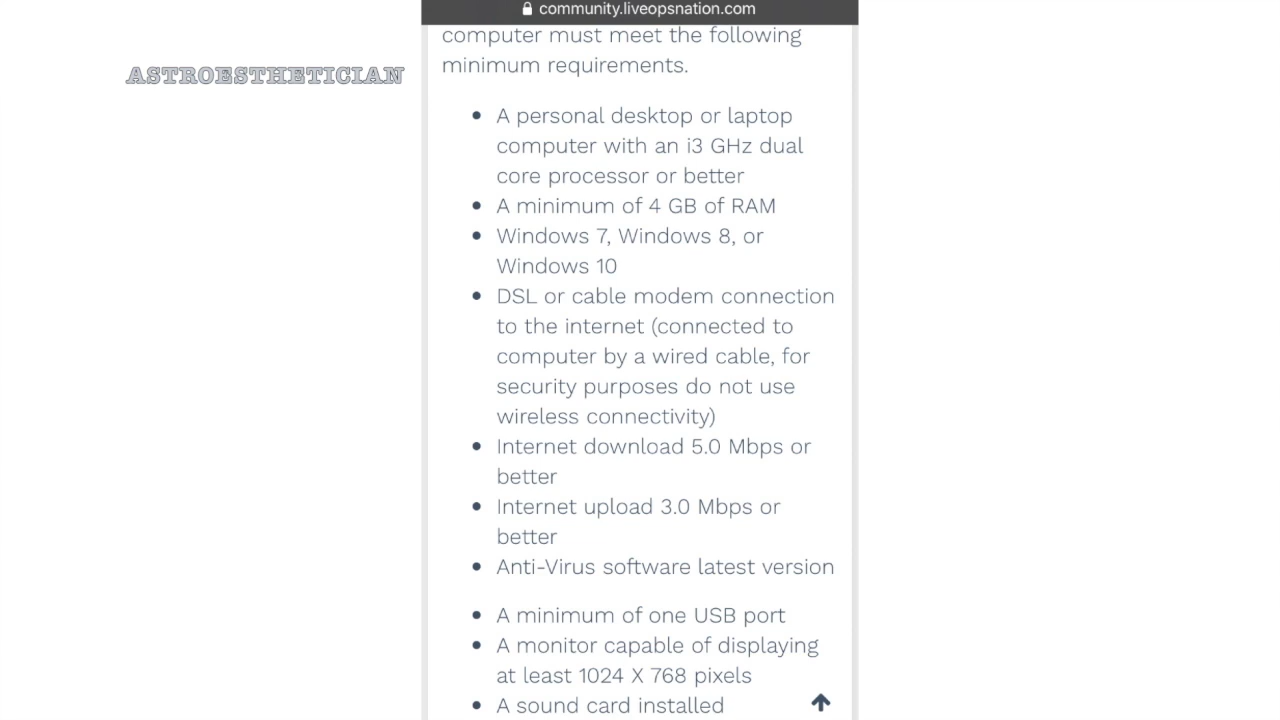 community.liveopsnation.com
computer must meet the following
minimum requirements.
ASTROESTHETICIAN
• A personal desktop or laptop
computer with an i3 GHz dual
core processor or better
• A minimum of 4 GB of RAM
• Windows 7, Windows 8, or
Windows 10
• DSL or cable modem connection
to the internet (connected to
computer by a wired cable, for
security purposes do not use
wireless connectivity)
• Internet download 5.0 Mbps or
better
• Internet upload 3.0 Mbps or
better
• Anti-Virus software latest version
• A minimum of one USB port
• A monitor capable of displaying
at least 1024 X 768 pixels
• A sound card installed